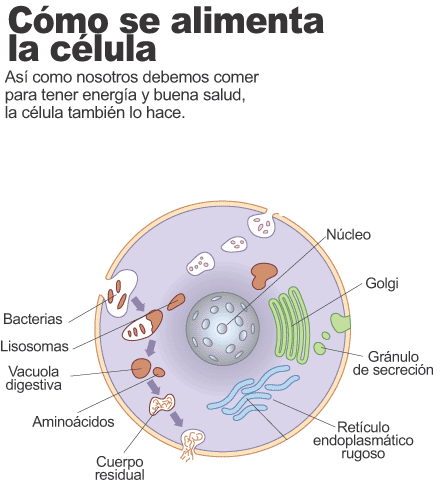 Cómo se alimenta
la célula
Así como nosotros debemos comer
para tener energía y buena salud,
la célula también lo hace.
Núcleo
Golgi
Bacterias
Lisosomas
Gránulo
de secreción
Vacuola
digestiva
Aminoácidos
Retículo
endoplasmático
rugoso
Cuerpo
residual